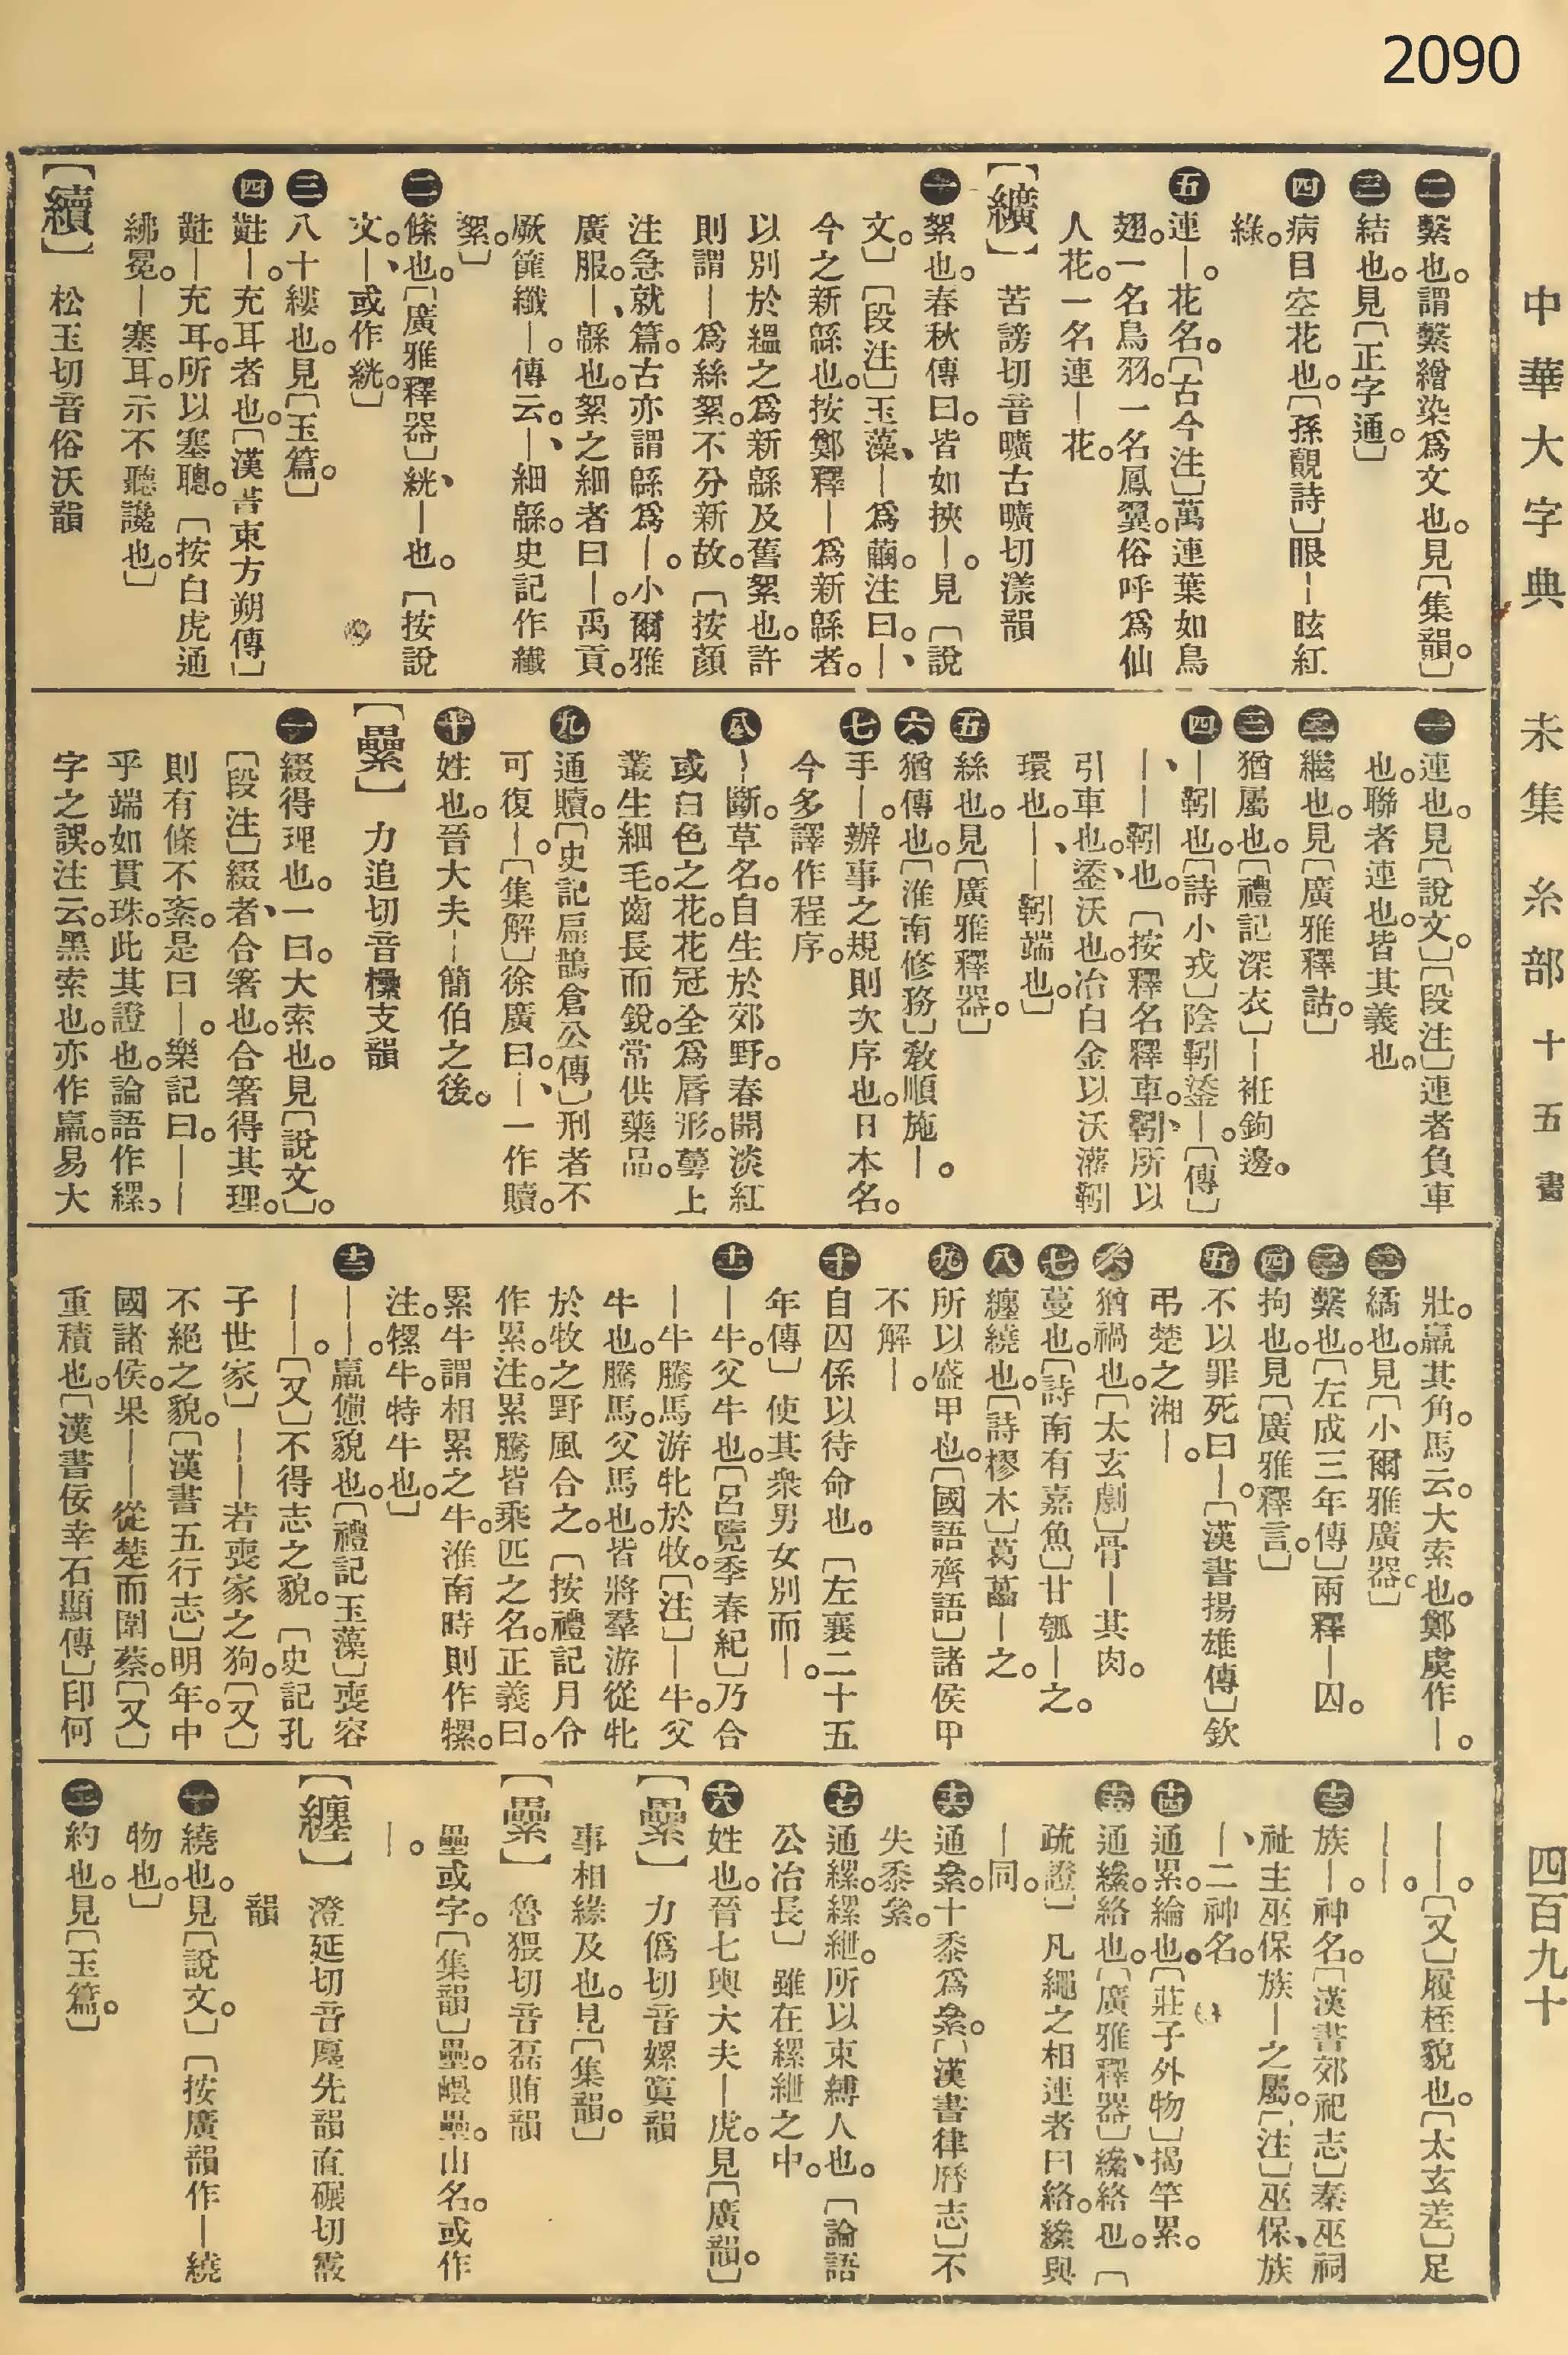 2090
中華大字典　未集　糸部　十五畫　四百九十
㊁繫也。謂繫繒染爲文也。見〔集韻。〕
㊂結也。見〔正字通。〕
㊃病目空花也。〔孫覿詩〕眼—眩紅
綠。
㊄連—。花名。〔古今注〕萬連葉如鳥
翅。一名鳥羽。一名鳳翼。俗呼爲仙
人花。一名連—花。
〔纊〕　苦謗切音曠古曠切漾韻
㊀絮也。春秋傳曰。皆如挾—。見〔說
文。〕〔段注〕玉藻、—爲繭。注曰。—、
今之新緜也。按鄭釋—爲新緜者。
以別於縕之爲新緜及舊絮也。許
則謂—爲絲絮。不分新故。〔按顏
注急就篇。古亦謂緜爲—。小爾雅
廣服。—、緜也。絮之細者曰—。禹貢。
厥篚纖—。傳云。—、細緜。史記作纖
絮。〕
㊁絛也。〔廣雅釋器〕絖、—也。〔按說
文。—、或作絖。〕
㊂八十縷也。見〔玉篇。〕
㊃黈—。充耳者也。〔漢書東方朔傳〕
黈—充耳。所以塞聰。〔按白虎通
紼冕。—塞耳。示不聽讒也。〕
〔續〕　松玉切音俗沃韻
㊀連也。見〔說文。〕〔段注〕連者負車
也。聯者連也。皆其義也。
㊁繼也。見〔廣雅釋詁。〕
㊂猶屬也。〔禮記深衣〕—衽鉤邊。
㊃—、靷也。〔詩小戎〕陰靷鋈—。〔傳〕
—、—靷也。〔按釋名釋車。靷、所以
引車也。鋈、沃也。冶白金以沃灌靷
環也。—、—靷端也。〕
㊄絲也。見〔廣雅釋器。〕
㊅猶傳也。〔淮南修務〕敎順施—。
㊆手—。辦事之規則次序也。日本名。
今多譯作程序。
㊇—斷。草名。自生於郊野。春開淡紅
或白色之花。花冠全爲脣形。蕚上
叢生細毛。齒長而銳。常供藥品。
㊈通贖。〔史記扁鵲倉公傳〕刑者不
可復—。〔集解〕徐廣曰。—、一作贖。
㊉姓也。晉大夫—簡伯之後。
〔纍〕　力追切音欙支韻
㊀綴得理也。一曰。大索也。見〔說文〕。
〔段注〕綴者、合箸也。合箸得其理。
則有條不紊。是曰—。樂記曰。——
乎端如貫珠。此其證也。論語作縲。
字之誤。注云。黑索也。亦作羸。易大
壯。羸其角。馬云。大索也。鄭虞作—。
㊁繘也。見〔小爾雅廣器。〕
㊂繫也。〔左成三年傳〕兩釋—囚。
㊃拘也。見〔廣雅釋言。〕
㊄不以罪死曰—。〔漢書揚雄傳〕欽
弔楚之湘—。
㊅猶禍也。〔太玄劇〕骨—其肉。
㊆蔓也。〔詩南有嘉魚〕甘瓠—之。
㊇纏繞也。〔詩樛木〕葛藟—之。
㊈所以盛甲也。〔國語齊語〕諸侯甲
不解—。
㊉自囚係以待命也。〔左襄二十五
年傳〕使其衆男女別而—。
⓫—牛。父牛也。〔呂覽季春紀〕乃合
—牛騰馬游牝於牧。〔注〕—牛。父
牛也。騰馬。父馬也。皆將羣游從牝
於牧之野風合之。〔按禮記月令
作累。注。累騰皆乘匹之名。正義曰。
累牛謂相累之牛。淮南時則作㹎。
注。㹎牛。特牛也。〕
⓬——。羸憊貌也。〔禮記玉藻〕喪容
——。〔又〕不得志之貌。〔史記孔
子世家〕——若喪家之狗。〔又〕
不絕之貌。〔漢書五行志〕明年。中
國諸侯。果——從楚而圍蔡。〔又〕
重積也。〔漢書佞幸石顯傳〕印何
——。〔又〕履桎貌也。〔太玄差〕足
——。
⓭族—。神名。〔漢書郊祀志〕秦巫祠
社主巫保族—之屬。〔注〕巫保、族
—、二神名。
⓮通累。綸也。〔莊子外物〕揭竿累。
⓯通纝。絡也。〔廣雅釋器〕纝、絡也。〔
疏證〕凡繩之相連者曰絡。纝與
—同。
⓰通絫。十黍爲絫。〔漢書律曆志〕不
失黍絫。
⓱通縲。縲紲。所以束縛人也。〔論語
公冶長〕雖在縲紲之中。
⓲姓也。晉七輿大夫—虎。見〔廣韻。〕
〔纍〕　力僞切音㜼寘韻
事相緣及也。見〔集韻。〕
〔纍〕　魯猥切音磊賄韻
壘或字。〔集韻〕壘。㟪壘。山名。或作
—。
〔纏〕　澄延切音廛先韻直碾切霰
韻
㊀繞也。見〔說文。〕〔按廣韻作—繞
物也。〕
㊁約也。見〔玉篇。〕